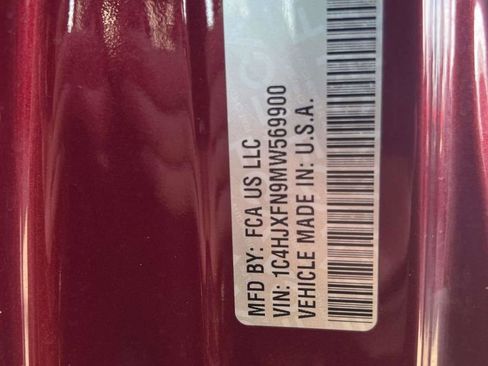 MFD BY: FCA US LLC
VIN: 1C4HJXFN9MW569900
VEHICLE MADE IN: U.S.A.